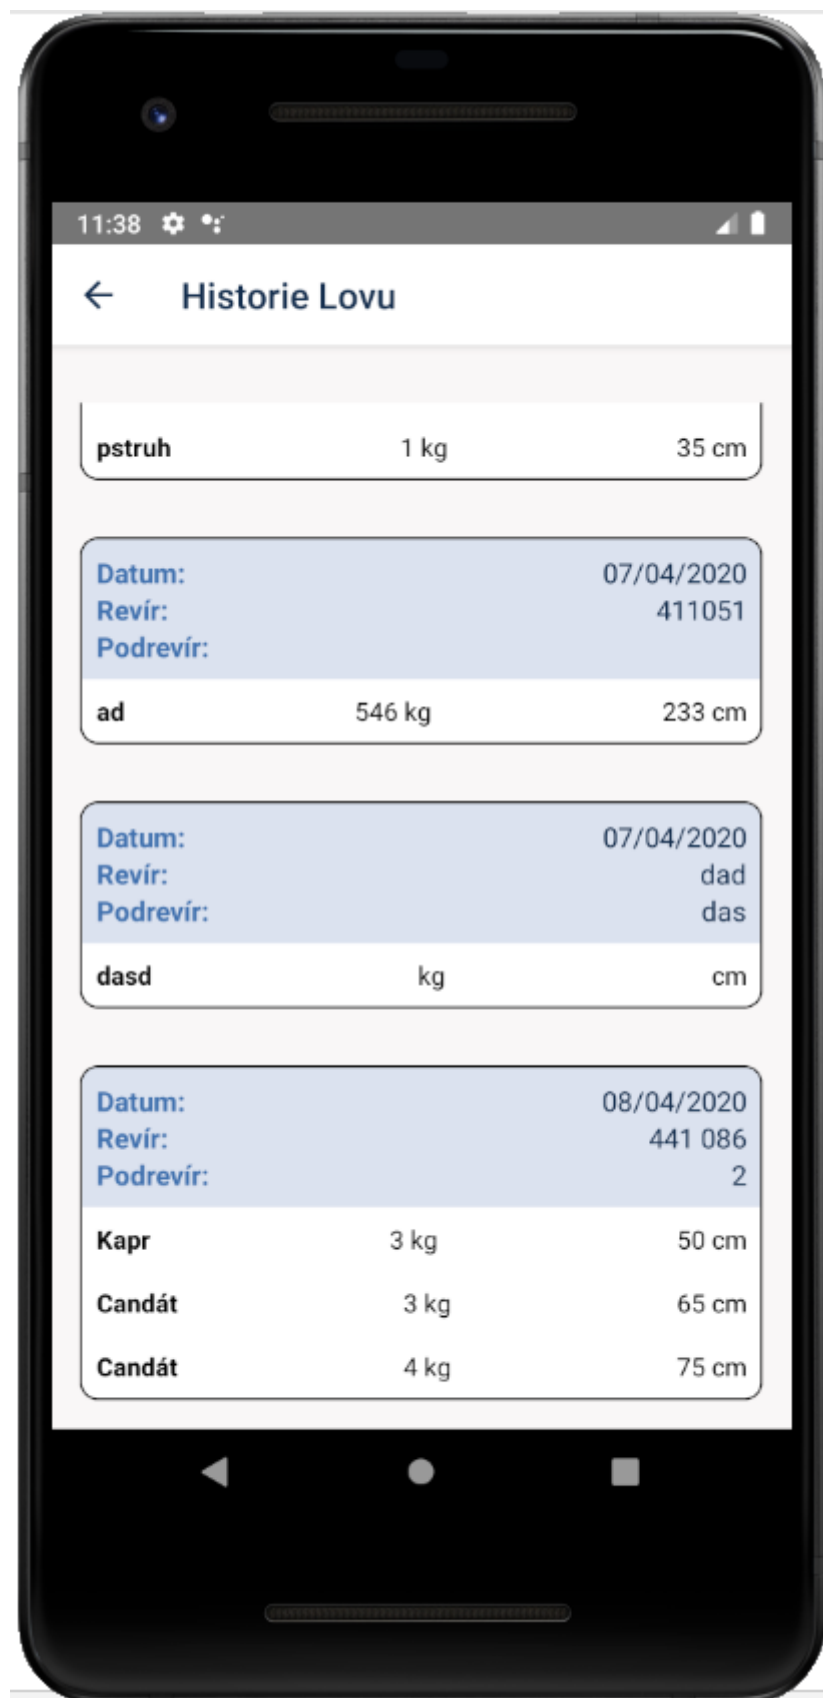 11:38
Historie Lovu
pstruh 1 kg 35 cm
Datum: 07/04/2020
Revír: 411051
Podrevír:
ad 546 kg 233 cm
Datum: 07/04/2020
Revír: dad
Podrevír: das
dasd kg cm
Datum: 08/04/2020
Revír: 441 086
Podrevír: 2
Kapr 3 kg 50 cm
Candát 3 kg 65 cm
Candát 4 kg 75 cm